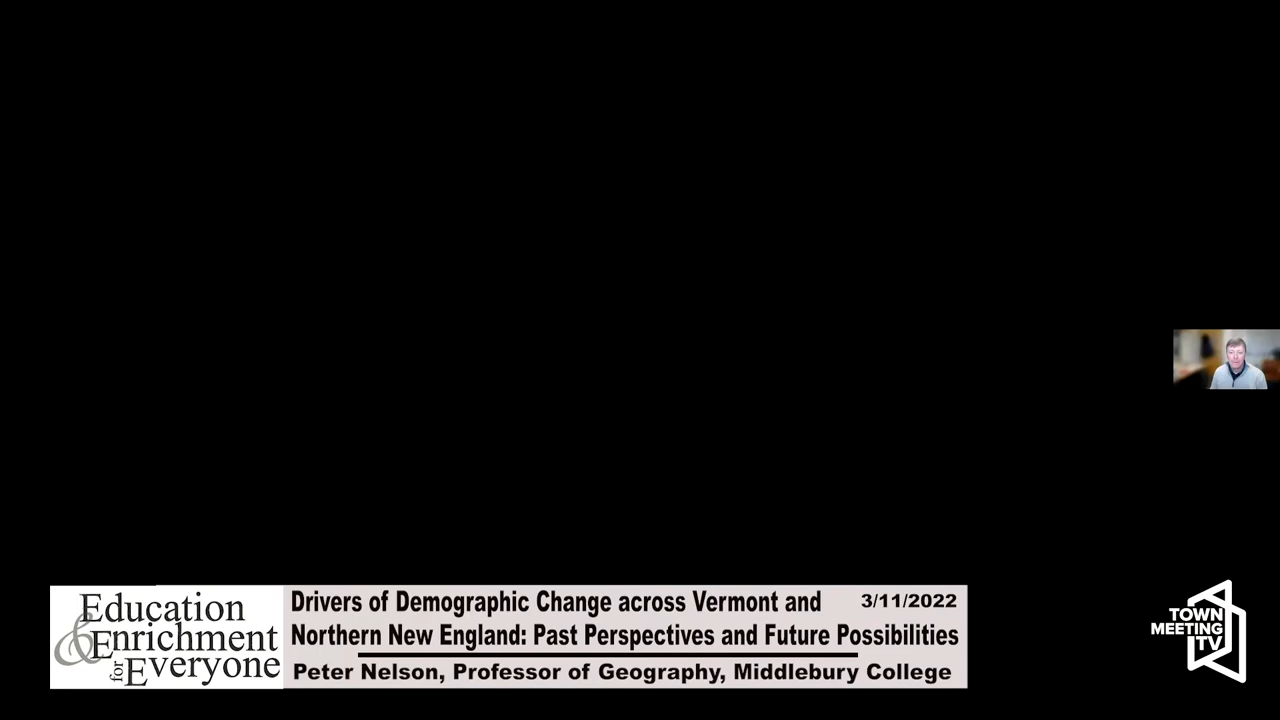 Education
& Enrichment
for Everyone
Drivers of Demographic Change across Vermont and 3/11/2022
Northern New England: Past Perspectives and Future Possibilities
Peter Nelson, Professor of Geography, Middlebury College
TOWN
MEETING
TV